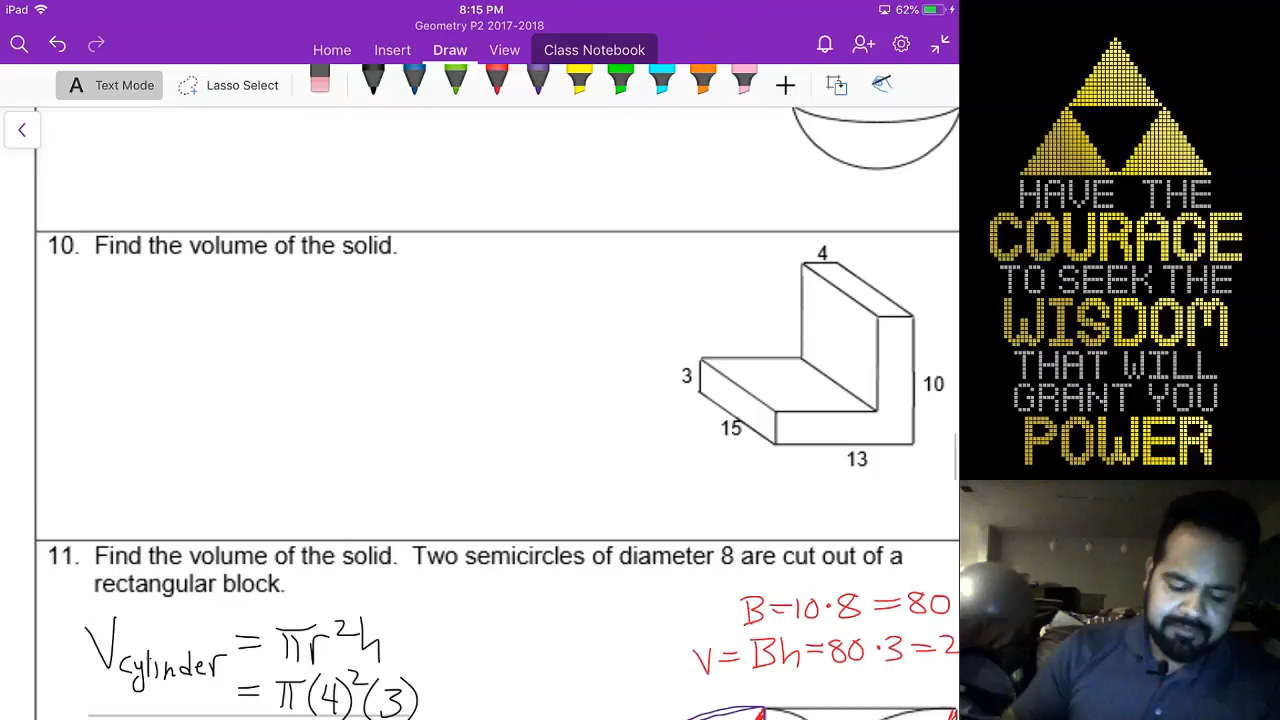 iPad
8:15 PM
62%
Geometry P2 2017-2018
Home Insert Draw View Class Notebook
A Text Mode Lasso Select
10. Find the volume of the solid.
4
3
10
15
13
11. Find the volume of the solid. Two semicircles of diameter 8 are cut out of a
rectangular block.
B=10·8=80
V=Bh=80·3=2
Vcylinder = πr²h
= π(4)²(3)
HAVE THE
COURAGE
TO SEEK THE
WISDOM
THAT WILL
GRANT YOU
POWER